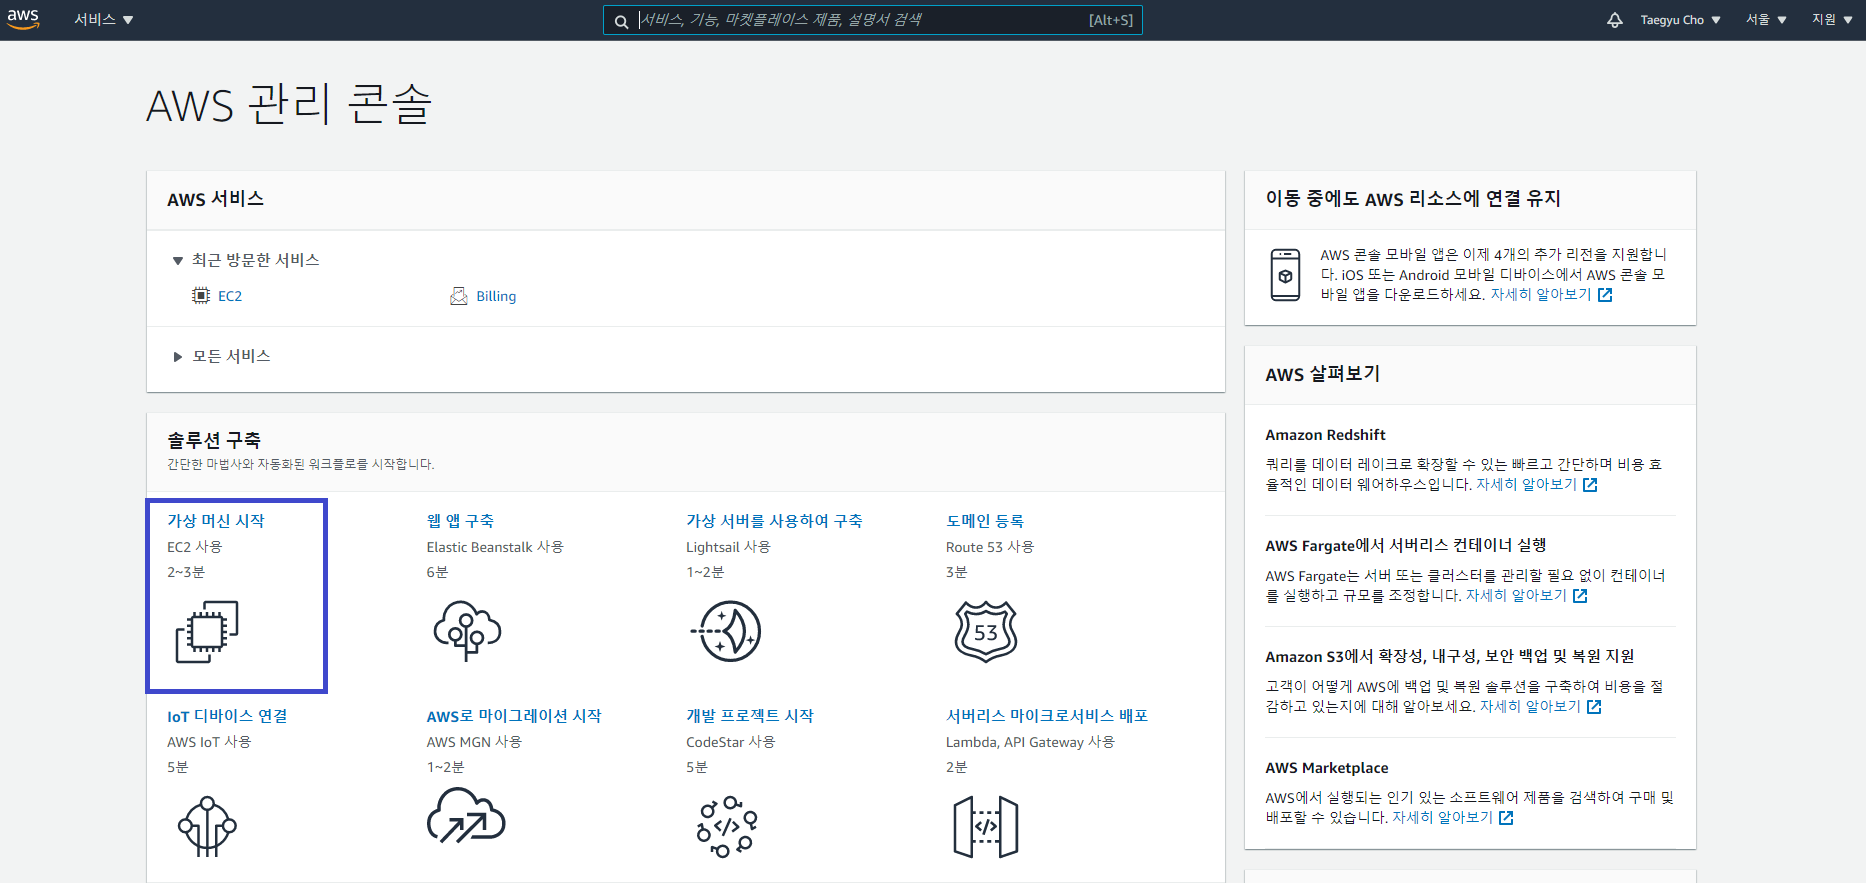 aws
서비스
서비스, 기능, 마켓플레이스 제품, 설명서 검색
[Alt+S]
Taegyu Cho
서울
지원
AWS 관리 콘솔
AWS 서비스
최근 방문한 서비스
EC2
Billing
모든 서비스
솔루션 구축
간단한 마법사와 자동화된 워크플로를 시작합니다.
가상 머신 시작
EC2 사용
2~3분
웹 앱 구축
Elastic Beanstalk 사용
6분
가상 서버를 사용하여 구축
Lightsail 사용
1~2분
도메인 등록
Route 53 사용
3분
53
IoT 디바이스 연결
AWS IoT 사용
5분
AWS로 마이그레이션 시작
AWS MGN 사용
1~2분
개발 프로젝트 시작
CodeStar 사용
5분
</>
서버리스 마이크로서비스 배포
Lambda, API Gateway 사용
2분
</>
이동 중에도 AWS 리소스에 연결 유지
AWS 콘솔 모바일 앱은 이제 4개의 추가 리전을 지원합니
다. iOS 또는 Android 모바일 디바이스에서 AWS 콘솔 모
바일 앱을 다운로드하세요. 자세히 알아보기
AWS 살펴보기
Amazon Redshift
쿼리를 데이터 레이크로 확장할 수 있는 빠르고 간단하며 비용 효
율적인 데이터 웨어하우스입니다. 자세히 알아보기
AWS Fargate에서 서버리스 컨테이너 실행
AWS Fargate는 서버 또는 클러스터를 관리할 필요 없이 컨테이너
를 실행하고 규모를 조정합니다. 자세히 알아보기
Amazon S3에서 확장성, 내구성, 보안 백업 및 복원 지원
고객이 어떻게 AWS에 백업 및 복원 솔루션을 구축하여 비용을 절
감하고 있는지에 대해 알아보세요. 자세히 알아보기
AWS Marketplace
AWS에서 실행되는 인기 있는 소프트웨어 제품을 검색하여 구매 및
배포할 수 있습니다. 자세히 알아보기